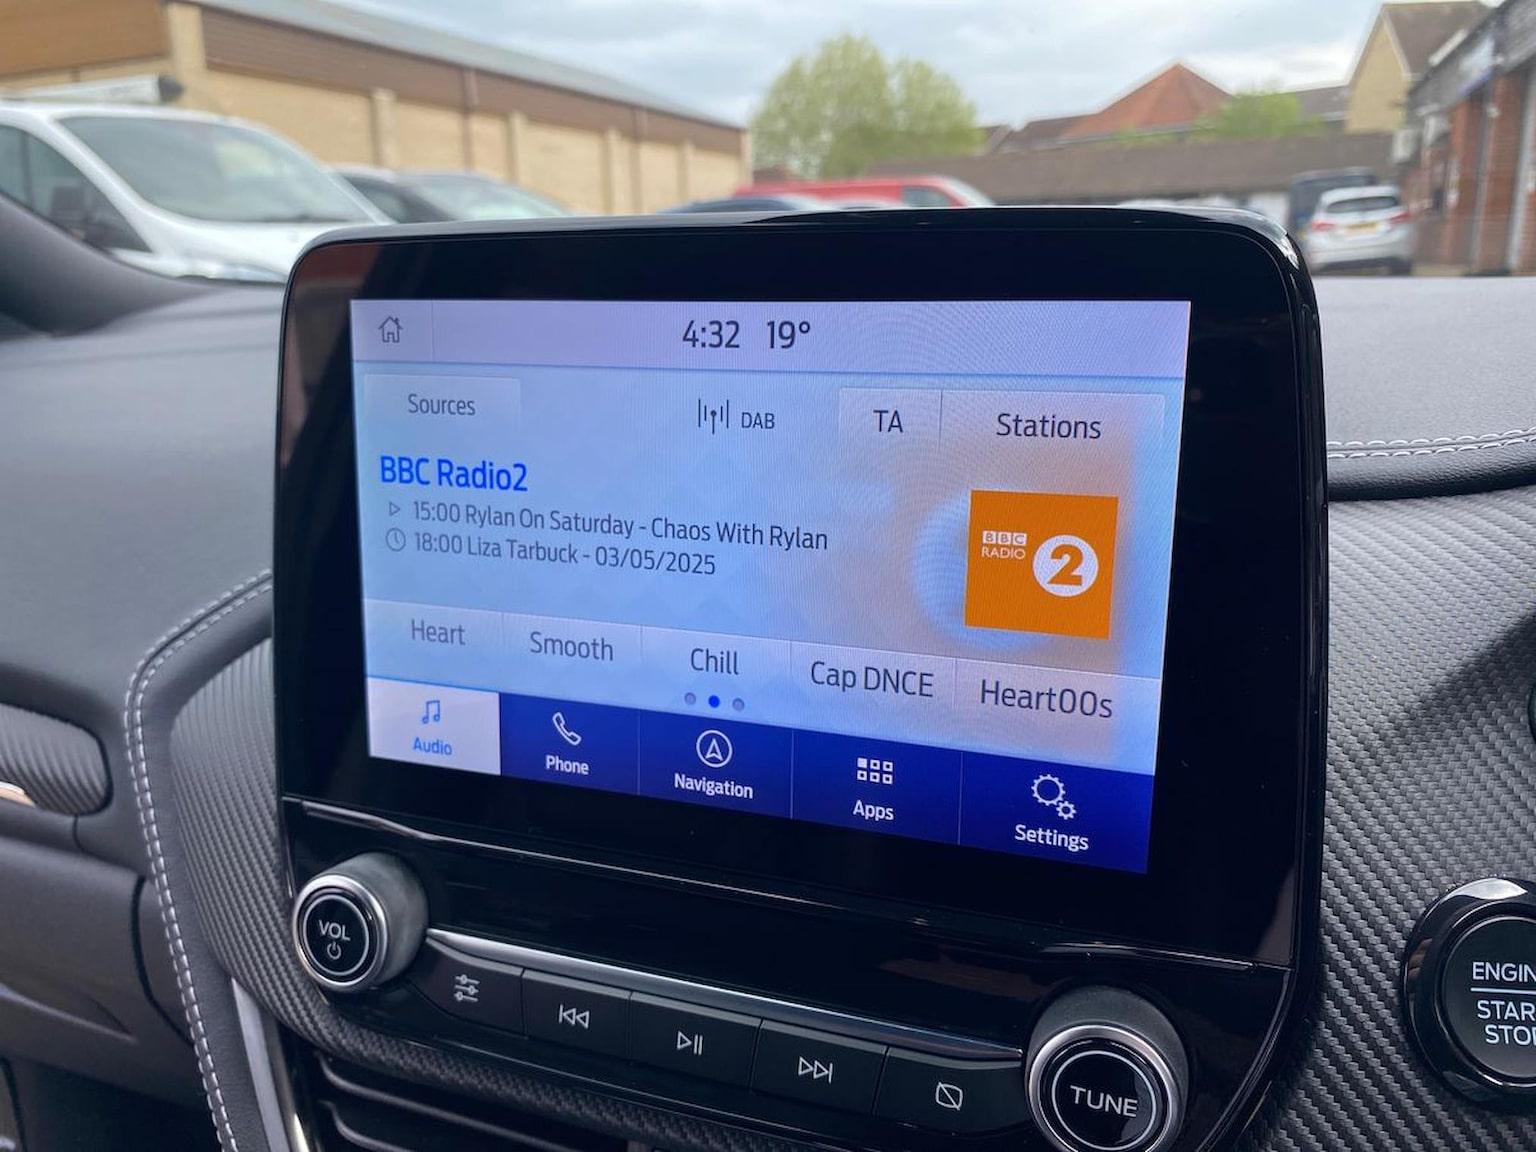 4:32 19°
Sources
DAB
TA
Stations
BBC Radio2
15:00 Rylan On Saturday - Chaos With Rylan
18:00 Liza Tarbuck - 03/05/2025
BBC
RADIO
2
Heart
Smooth
Chill
Cap DNCE
Heart00s
Audio
Phone
Navigation
Apps
Settings
VOL
TUNE
ENGIN
STAR
STO